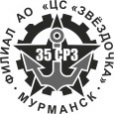 ФИЛИАЛ АО «ЦС «ЗВЁЗДОЧКА»
35 СРЗ
• МУРМАНСК •